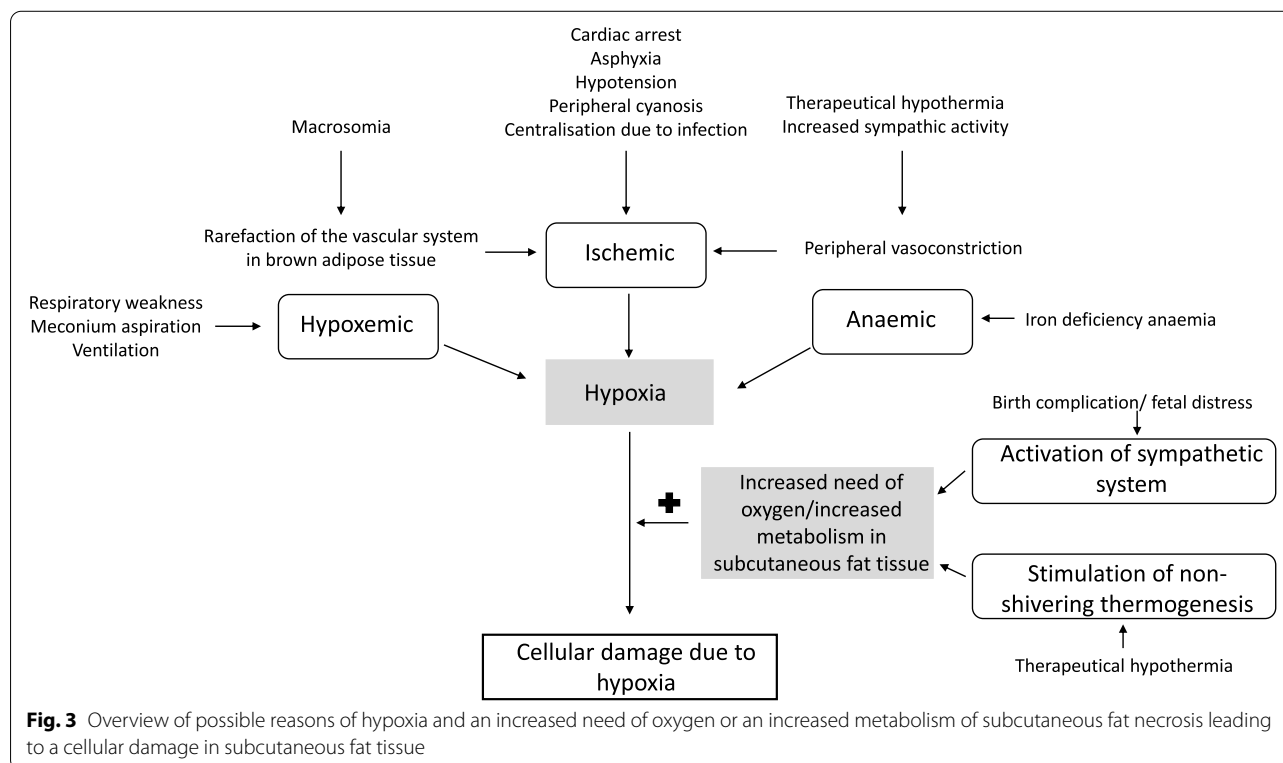 Cardiac arrest
Asphyxia
Hypotension
Peripheral cyanosis
Centralisation due to infection
Therapeutical hypothermia
Increased sympathic activity
Macrosomia
Rarefaction of the vascular system
in brown adipose tissue
Ischemic
Peripheral vasoconstriction
Respiratory weakness
Meconium aspiration
Ventilation
Hypoxemic
Anaemic
Iron deficiency anaemia
Hypoxia
Birth complication/ fetal distress
Activation of sympathetic
system
Increased need of
oxygen/increased
metabolism in
subcutaneous fat tissue
Stimulation of non-
shivering thermogenesis
Therapeutical hypothermia
Cellular damage due to
hypoxia
Fig. 3 Overview of possible reasons of hypoxia and an increased need of oxygen or an increased metabolism of subcutaneous fat necrosis leading
to a cellular damage in subcutaneous fat tissue